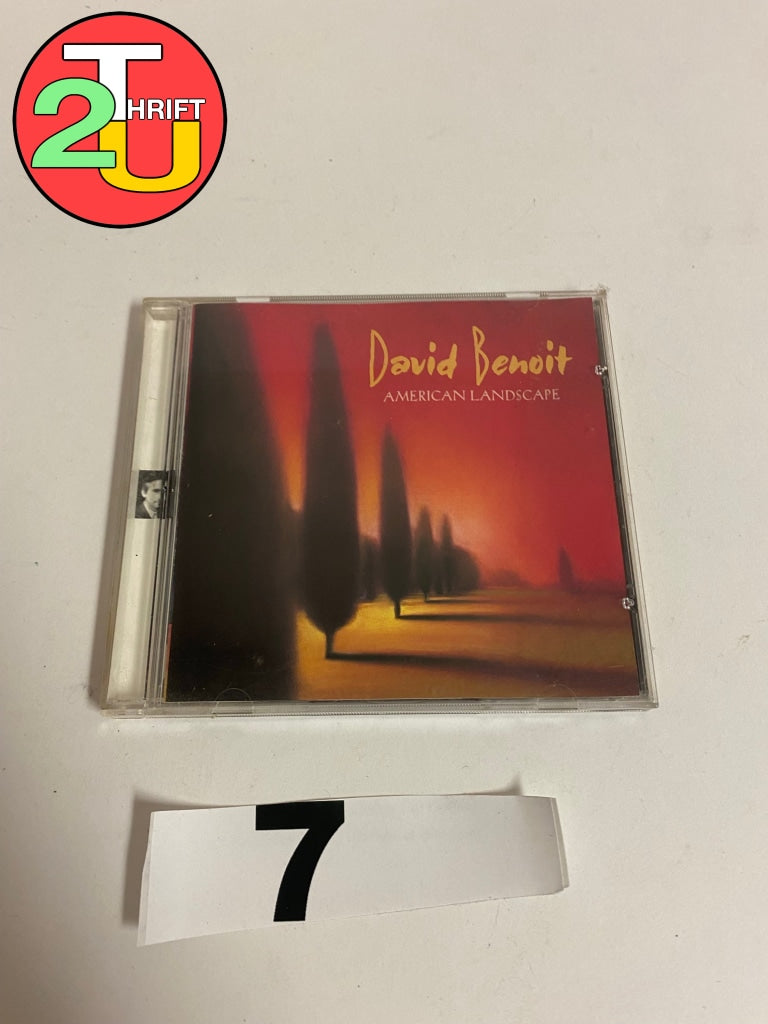 2 T HRIFT U
David Benoit
AMERICAN LANDSCAPE
7